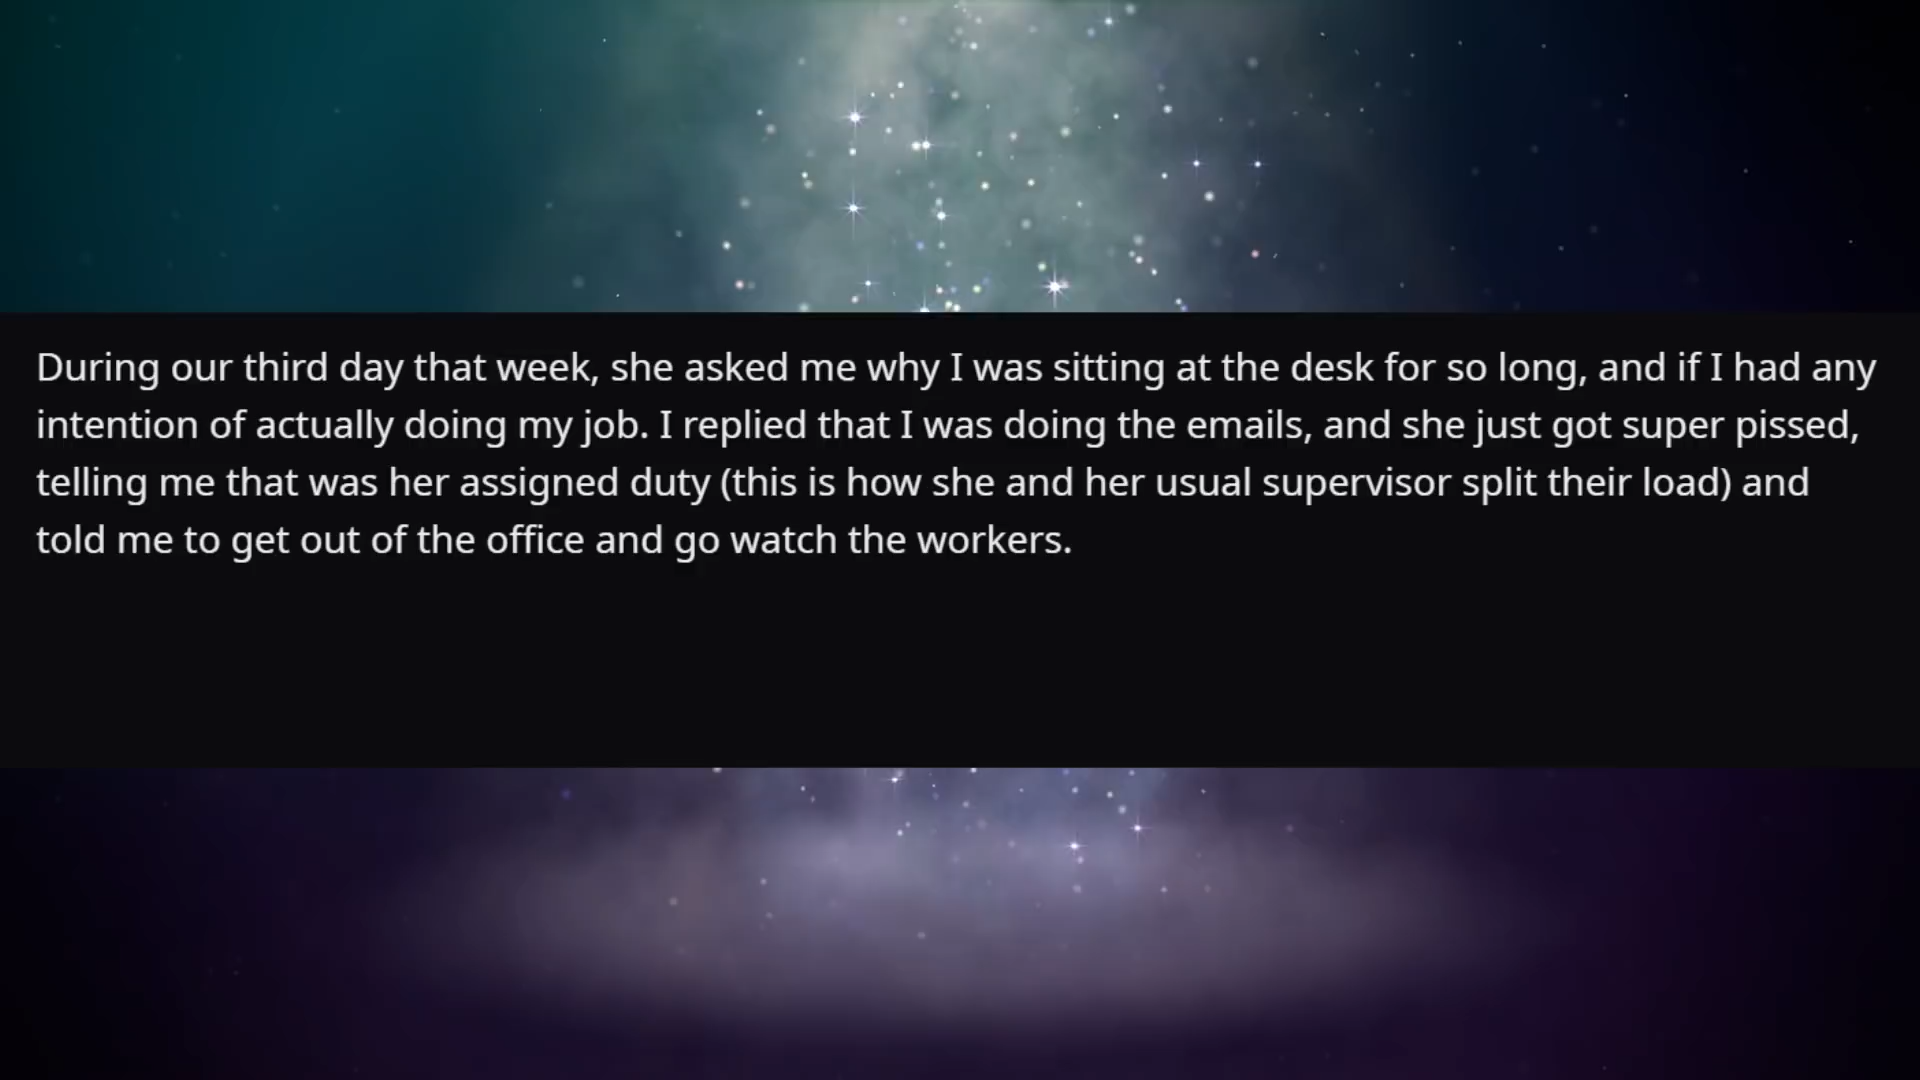 During our third day that week, she asked me why I was sitting at the desk for so long, and if I had any
intention of actually doing my job. I replied that I was doing the emails, and she just got super pissed,
telling me that was her assigned duty (this is how she and her usual supervisor split their load) and
told me to get out of the office and go watch the workers.